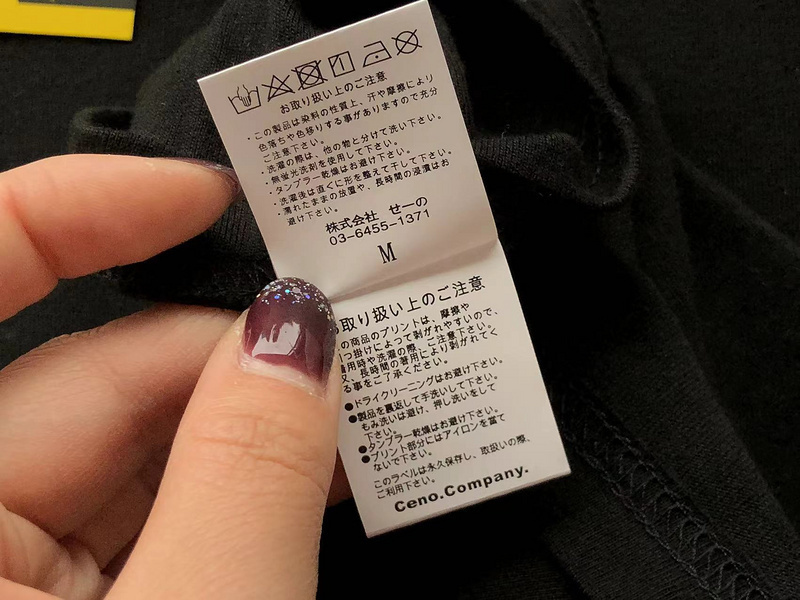 お取り扱い上のご注意
・この製品は染料の性質上、汗や摩擦により
色落ちや色移りする事がありますので充分
ご注意下さい。
・洗濯の際は、他の物と分けて洗い下さい。
・無蛍光洗剤を使用して下さい。
・タンブラー乾燥はお避け下さい。
・洗濯後は直ぐに形を整えて干して下さい。
・濡れたままの放置や、長時間の浸漬はお
避け下さい。
株式会社 せーの
03-6455-1371
M
取り扱い上のご注意
の商品のプリントは、摩擦や
っ掛けによって剥がれやすいので、
着用時や洗濯の際、ご注意下さい。
又、長時間の着用により剥がれてく
る事をご了承ください。
●ドライクリーニングはお避け下さい。
●製品を裏返して手洗いして下さい。
もみ洗いは避け、押し洗いをして
下さい。
●タンブラー乾燥はお避け下さい。
●プリント部分にはアイロンを當て
ないで下さい。
このラベルは永久保存し、取扱いの際、
ご利用下さい。
Ceno.Company.